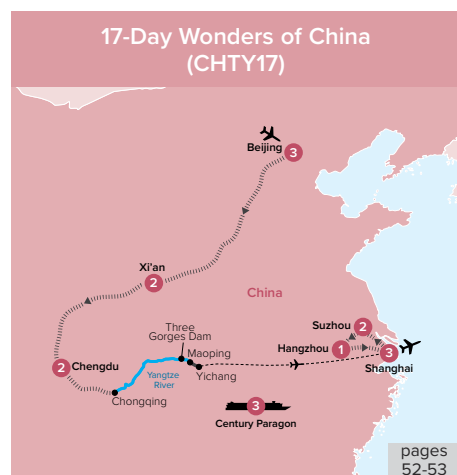 17-Day Wonders of China
(CHTY17)
Beijing
3
Xi'an
2
China
Three
Gorges Dam
Maoping
Yichang
Suzhou
2
Hangzhou
1
3
Shanghai
2
Chengdu
Yangtze
River
Chongqing
3
Century Paragon
pages
52-53